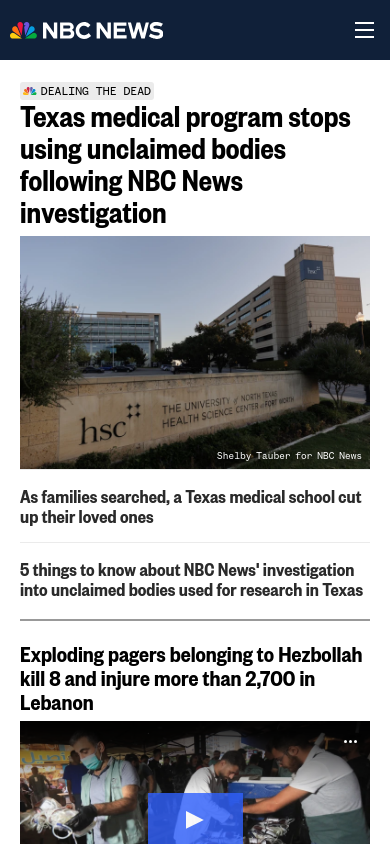 NBC NEWS
DEALING THE DEAD
Texas medical program stops
using unclaimed bodies
following NBC News
investigation
hsc
hsc
THE UNIVERSITY of NORTH TEXAS
HEALTH SCIENCE CENTER at FORT WORTH
Shelby Tauber for NBC News
As families searched, a Texas medical school cut
up their loved ones
5 things to know about NBC News' investigation
into unclaimed bodies used for research in Texas
Exploding pagers belonging to Hezbollah
kill 8 and injure more than 2,700 in
Lebanon